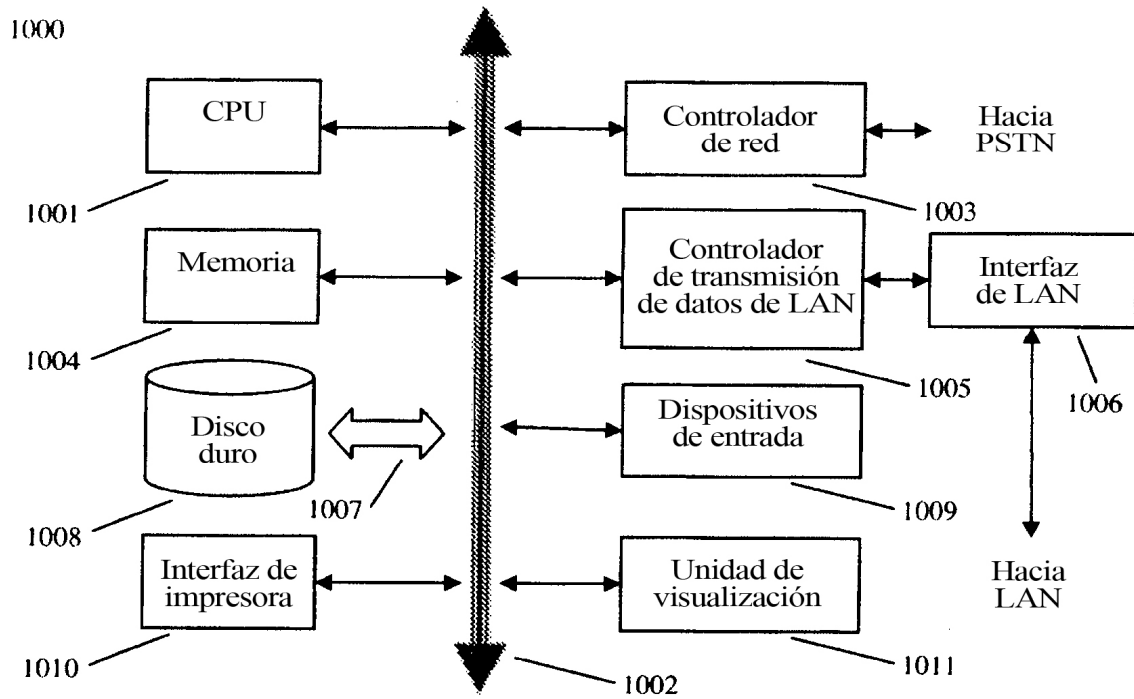 1000
CPU
1001
Controlador
de red
1003
Hacia
PSTN
Memoria
1004
Controlador
de transmisión
de datos de LAN
1005
Interfaz
de LAN
1006
Disco
duro
1008
1007
Dispositivos
de entrada
1009
Interfaz de
impresora
1010
Unidad de
visualización
1011
Hacia
LAN
1002